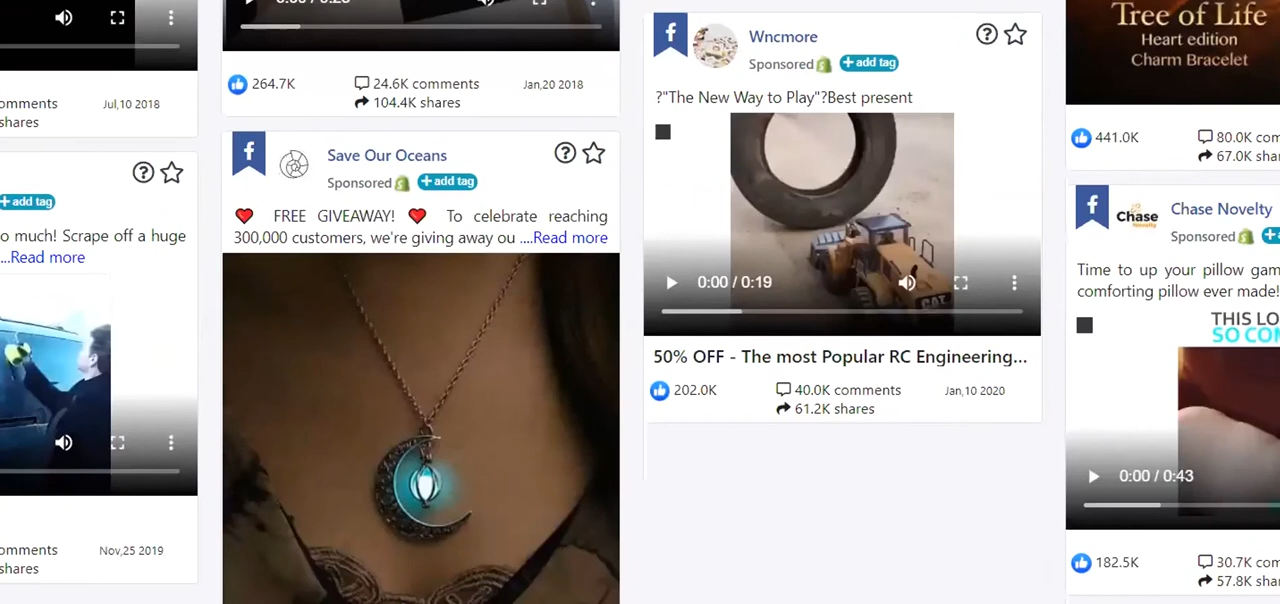 Jul,10 2018
omments
shares
+ add tag
o much! Scrape off a huge
...Read more
omments
Nov,25 2019
shares
264.7K
24.6K comments
Jan,20 2018
104.4K shares
Save Our Oceans
Sponsored + add tag
FREE GIVEAWAY! To celebrate reaching
300,000 customers, we're giving away ou ....Read more
Wncmore
Sponsored + add tag
?"The New Way to Play"?Best present
0:00 / 0:19
CAT
50% OFF - The most Popular RC Engineering...
202.0K
40.0K comments
Jan,10 2020
61.2K shares
Tree of Life
Heart edition
Charm Bracelet
441.0K
80.0K com
67.0K sha
Chase Novelty
Chase Novelty
Sponsored
Time to up your pillow gam
comforting pillow ever made!
THIS LO
SO CO
0:00 / 0:43
182.5K
30.7K com
57.8K shar